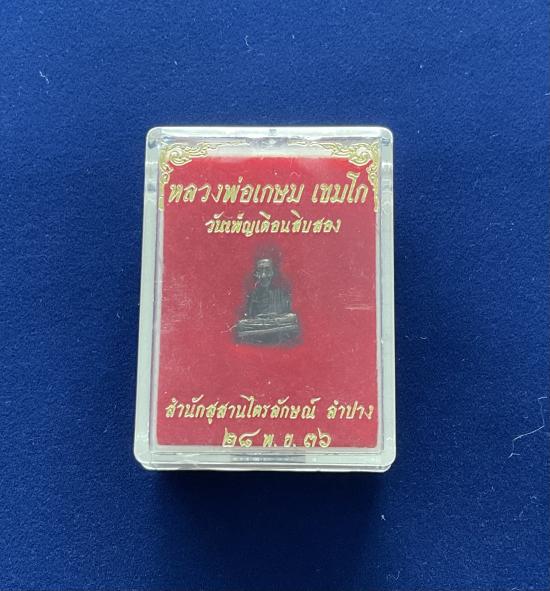 หลวงพ่อเกษม เขมโก
วันเพ็ญเดือนสิบสอง
สำนักสุสานไตรลักษณ์ ลำปาง
๒๘ พ.ย. ๓๖